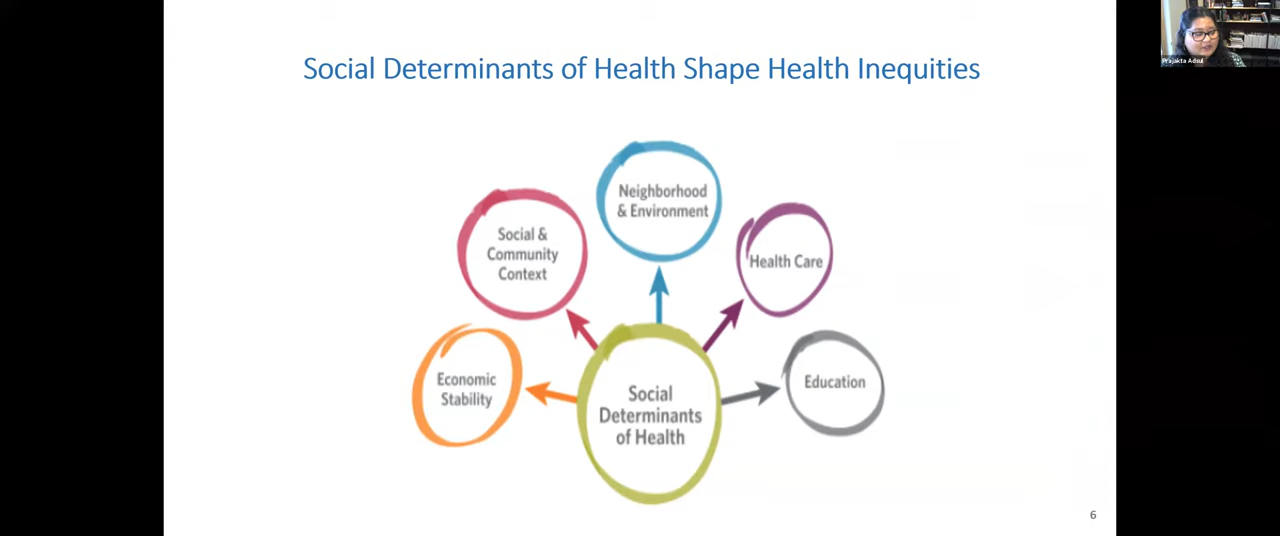 Social Determinants of Health Shape Health Inequities
Prajakta Adsul
Neighborhood
& Environment
Social &
Community
Context
Health Care
Economic
Stability
Education
Social
Determinants
of Health
6